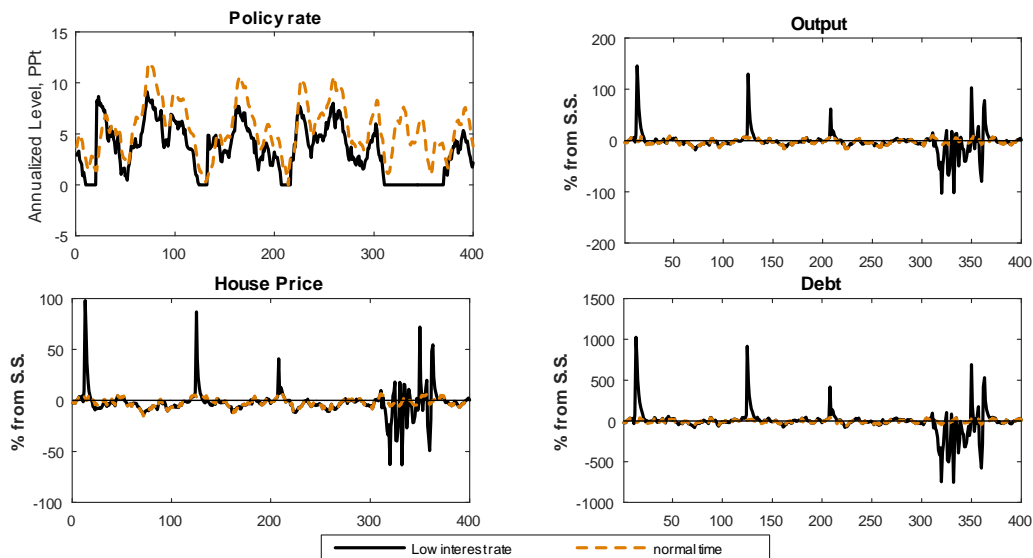 Policy rate
Annualized Level, PPt
15
10
5
0
-5
0 100 200 300 400
Output
% from S.S.
200
100
0
-100
-200
50 100 150 200 250 300 350 400
House Price
% from S.S.
100
50
0
-50
-100
0 100 200 300 400
Debt
% from S.S.
1500
1000
500
0
-500
-1000
50 100 150 200 250 300 350 400
Low interest rate normal time